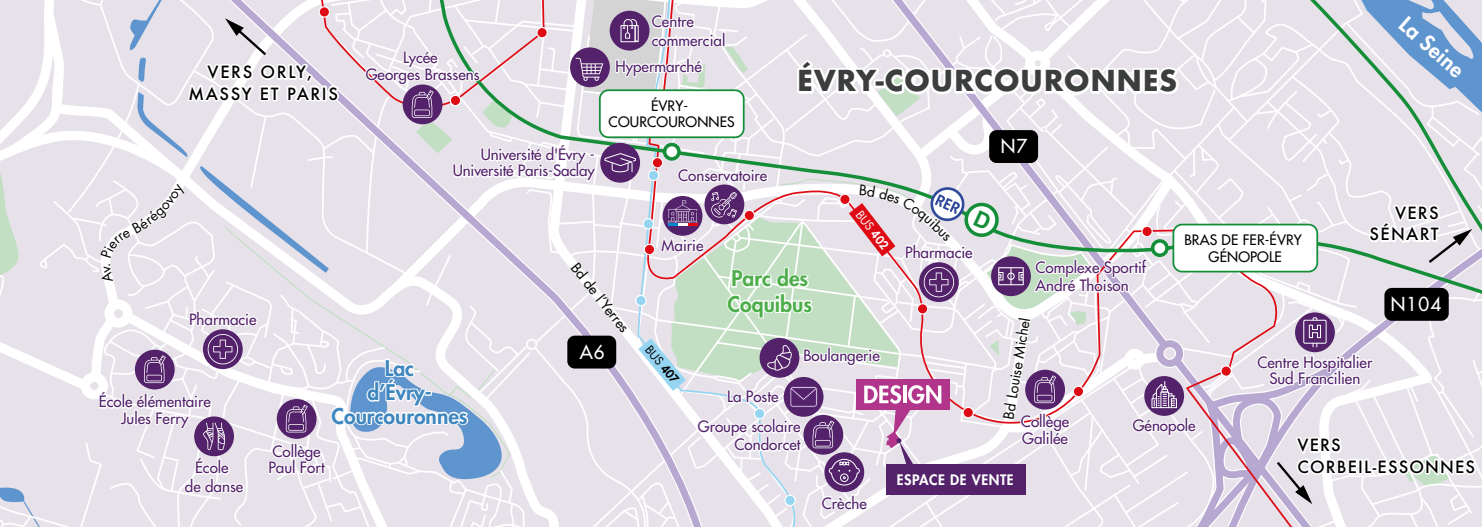 Centre
commercial
Hypermarché
Lycée
Georges Brassens
VERS ORLY,
MASSY ET PARIS
ÉVRY-COURCOURONNES
La Seine
ÉVRY-
COURCOURONNES
N7
Université d'Évry -
Université Paris-Saclay
Conservatoire
Mairie
Bd des Coquibus
RER
D
BUS 402
VERS
SÉNART
BRAS DE FER-ÉVRY
GÉNOPOLE
Av. Pierre Bérégovoy
Bd de l'Yerres
Parc des
Coquibus
Pharmacie
Complexe Sportif
André Thoison
N104
Pharmacie
A6
BUS 407
Boulangerie
Bd Louise Michel
H
Centre Hospitalier
Sud Francilien
École élémentaire
Jules Ferry
Lac
d'Évry-
Courcouronnes
La Poste
DESIGN
Groupe scolaire
Condorcet
Collège
Galilée
Génopole
École
de danse
Collège
Paul Fort
Crèche
ESPACE DE VENTE
VERS
CORBEIL-ESSONNES